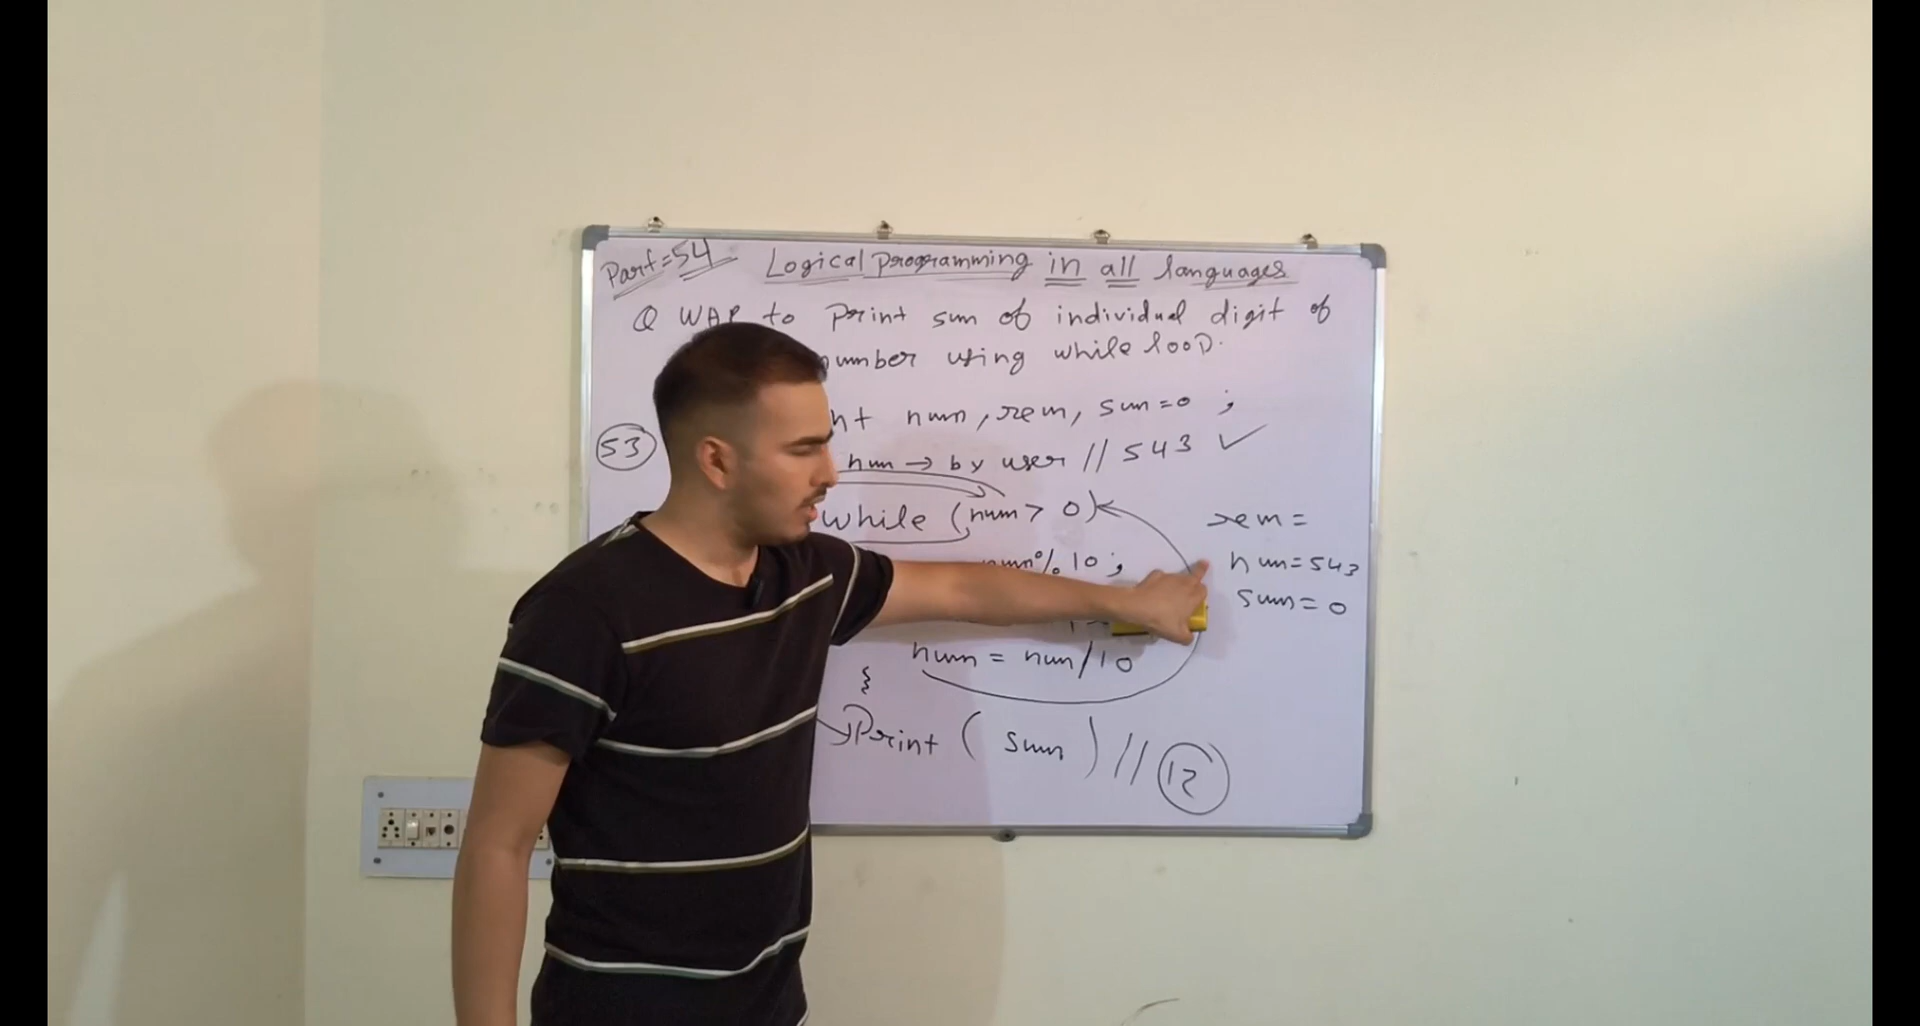 Part=54 Logical programming in all languages
Q WAP to print sum of individual digit of
number using while loop.
num, rem, sum=0 ;
53
num → by user // 543 ✓
while (num > 0)
rem =
num%10;
num=543
sum=0
num = num/10
}
Print ( sum ) // 12